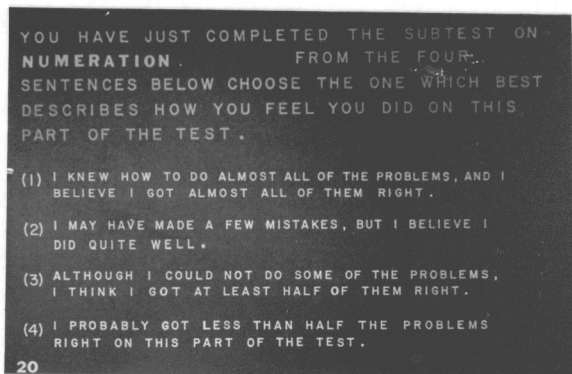 YOU HAVE JUST COMPLETED THE SUBTEST ON
NUMERATION. FROM THE FOUR
SENTENCES BELOW CHOOSE THE ONE WHICH BEST
DESCRIBES HOW YOU FEEL YOU DID ON THIS
PART OF THE TEST.
(1) I KNEW HOW TO DO ALMOST ALL OF THE PROBLEMS, AND I
BELIEVE I GOT ALMOST ALL OF THEM RIGHT.
(2) I MAY HAVE MADE A FEW MISTAKES, BUT I BELIEVE I
DID QUITE WELL.
(3) ALTHOUGH I COULD NOT DO SOME OF THE PROBLEMS,
I THINK I GOT AT LEAST HALF OF THEM RIGHT.
(4) I PROBABLY GOT LESS THAN HALF THE PROBLEMS
RIGHT ON THIS PART OF THE TEST.
20